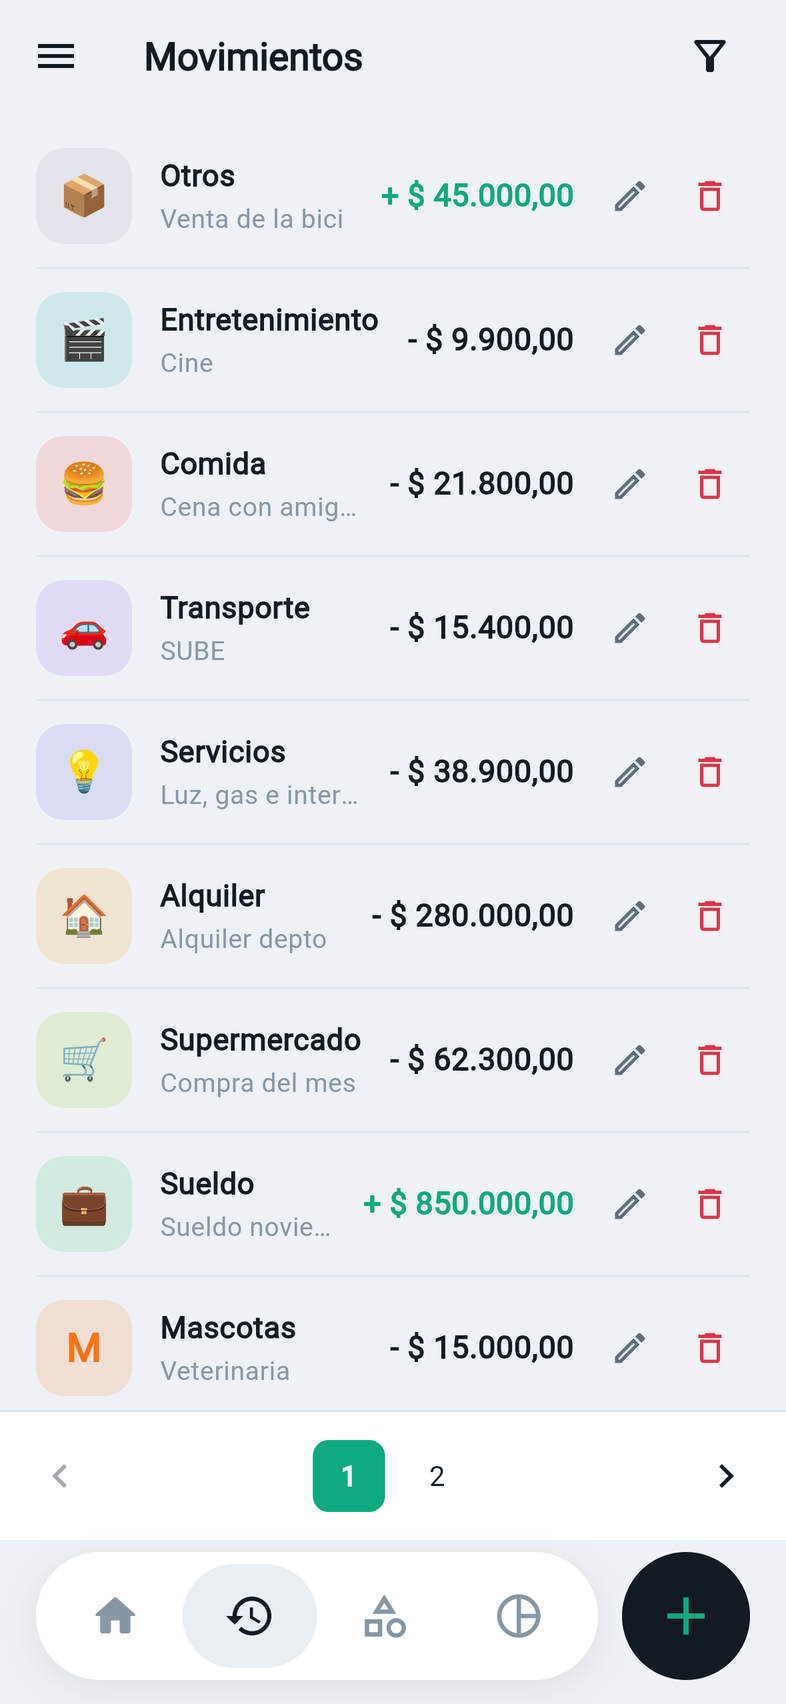 Movimientos
Otros
Venta de la bici
+ $ 45.000,00
Entretenimiento
Cine
- $ 9.900,00
Comida
Cena con amig...
- $ 21.800,00
Transporte
SUBE
- $ 15.400,00
Servicios
Luz, gas e inter...
- $ 38.900,00
Alquiler
Alquiler depto
- $ 280.000,00
Supermercado
Compra del mes
- $ 62.300,00
Sueldo
Sueldo novie...
+ $ 850.000,00
M
Mascotas
Veterinaria
- $ 15.000,00
1 2